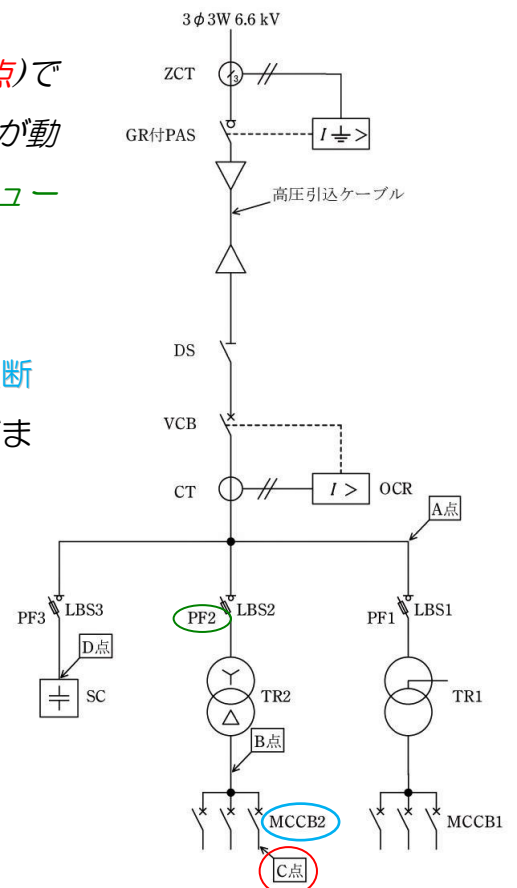 3φ3W 6.6 kV
点)で
ZCT
3
が動
GR付PAS
I ⏚ >
ュー
高圧引込ケーブル
DS
断
VCB
ま
CT
I >
OCR
A点
PF3
LBS3
PF2
LBS2
PF1
LBS1
D点
SC
TR2
TR1
B点
MCCB2
MCCB1
C点